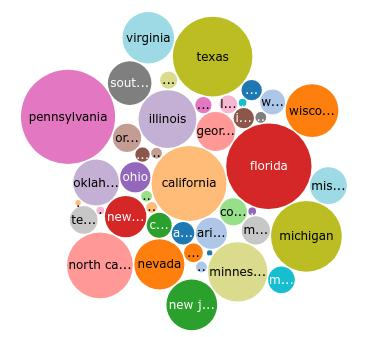 virginia
texas
sout...
...
...
...
...
l...
w...
wisco...
pennsylvania
illinois
geor...
i...
...
or...
...
florida
oklah...
ohio
california
mis...
...
te...
new...
...
co...
c...
a...
ari...
m...
michigan
north ca...
nevada
...
...
minnes...
m...
new j...